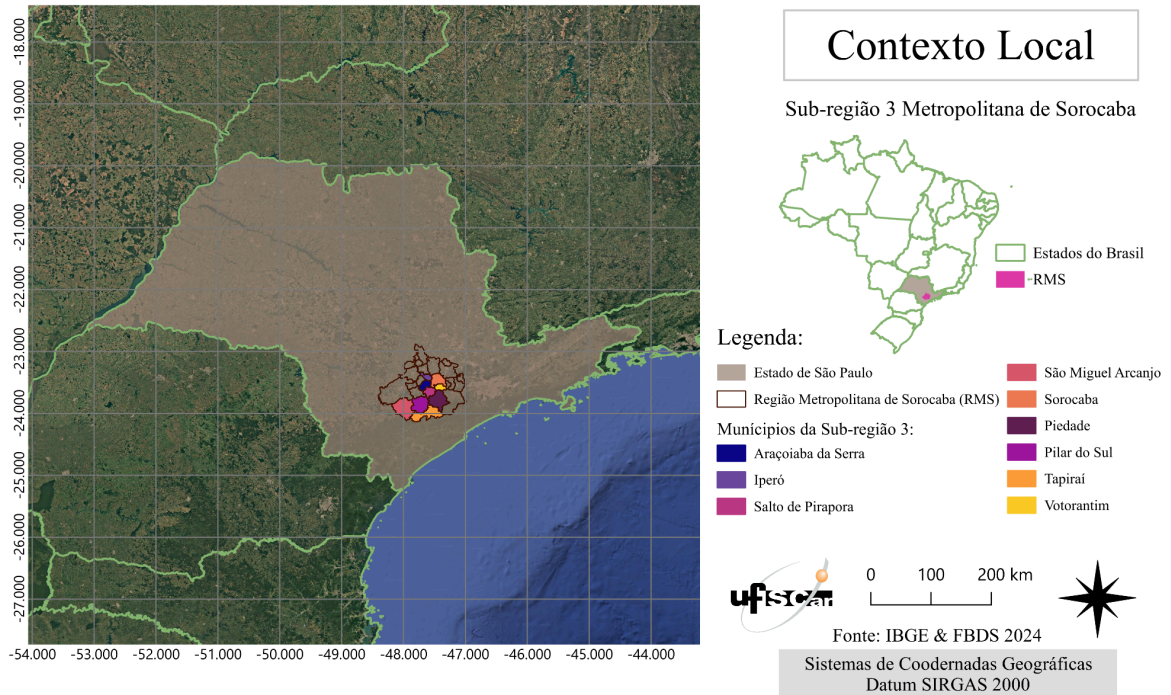 Contexto Local
Sub-região 3 Metropolitana de Sorocaba
Estados do Brasil
RMS
Legenda:
Estado de São Paulo
Região Metropolitana de Sorocaba (RMS)
Munícipios da Sub-região 3:
Araçoiaba da Serra
Iperó
Salto de Pirapora
São Miguel Arcanjo
Sorocaba
Piedade
Pilar do Sul
Tapiraí
Votorantim
ufscar
0 100 200 km
Fonte: IBGE & FBDS 2024
Sistemas de Coodernadas Geográficas
Datum SIRGAS 2000
-18.000
-19.000
-20.000
-21.000
-22.000
-23.000
-24.000
-25.000
-26.000
-27.000
-54.000 -53.000 -52.000 -51.000 -50.000 -49.000 -48.000 -47.000 -46.000 -45.000 -44.000